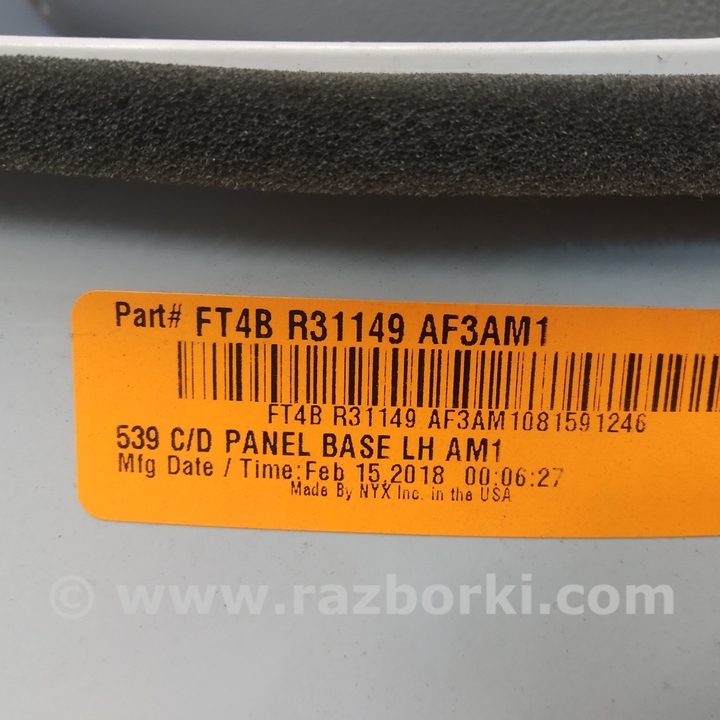 Part# FT4B R31149 AF3AM1
FT4B R31149 AF3AM1081591246
539 C/D PANEL BASE LH AM1
Mfg Date / Time:Feb 15,2018 00:06:27
Made By NYX Inc. in the USA
© www.razborki.com